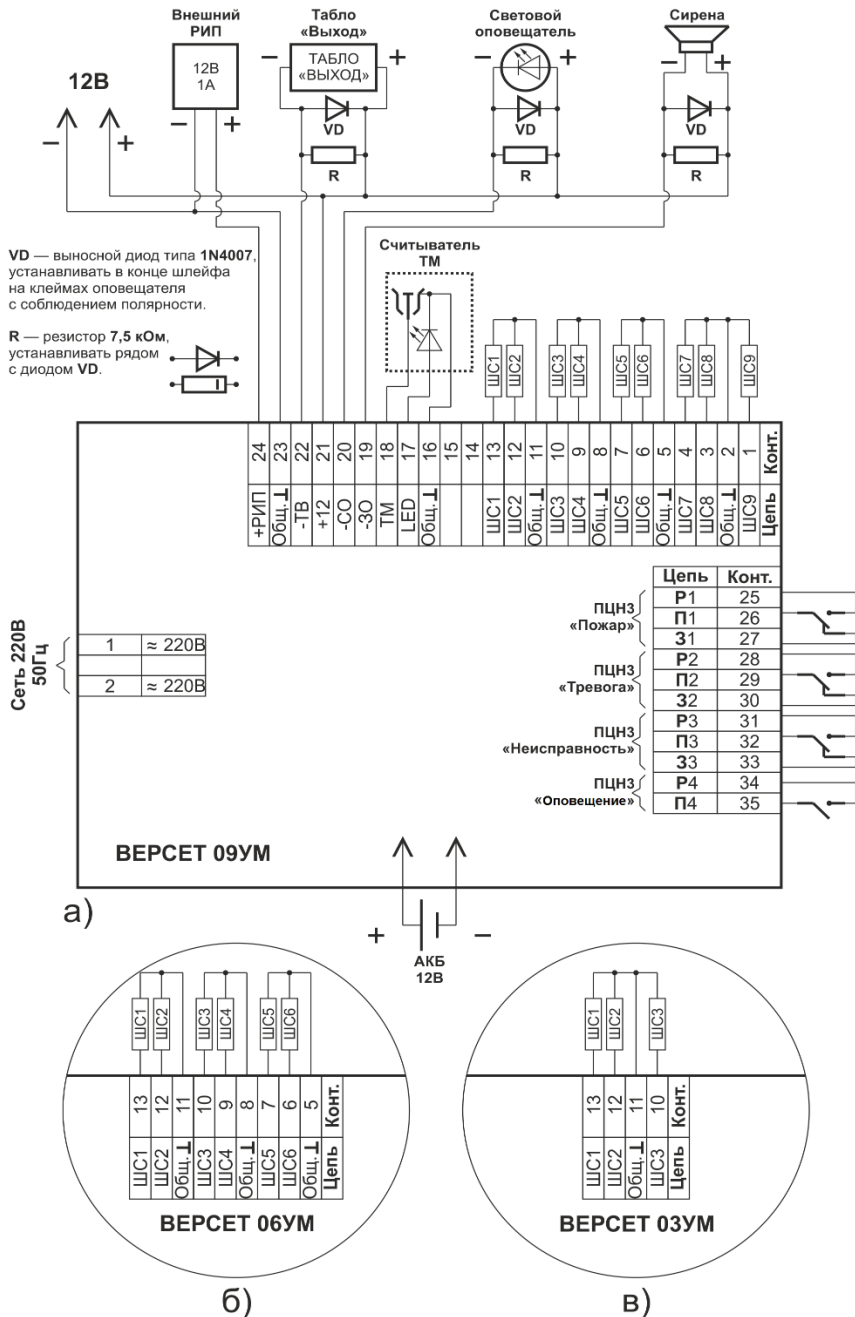 Внешний
РИП
Табло
«Выход»
Световой
оповещатель
Сирена
12В
12В
1А
ТАБЛО
«ВЫХОД»
− +
− +
− +
− +
− +
VD
VD
VD
R
R
R
VD — выносной диод типа 1N4007,
устанавливать в конце шлейфа
на клеймах оповещателя
с соблюдением полярности.
R — резистор 7,5 кОм,
устанавливать рядом
с диодом VD.
Считыватель
ТМ
ШС1
ШС2
ШС3
ШС4
ШС5
ШС6
ШС7
ШС8
ШС9
24 23 22 21 20 19 18 17 16 15 14 13 12 11 10 9 8 7 6 5 4 3 2 1 Конт.
+РИП Общ.⊥ -ТВ +12 -СО -ЗО ТМ LED Общ.⊥ ШС1 ШС2 Общ.⊥ ШС3 ШС4 Общ.⊥ ШС5 ШС6 Общ.⊥ ШС7 ШС8 Общ.⊥ ШС9 Цепь
Цепь Конт.
ПЦН3
«Пожар»
Р1 25
П1 26
З1 27
ПЦН3
«Тревога»
Р2 28
П2 29
З2 30
ПЦН3
«Неисправность»
Р3 31
П3 32
З3 33
ПЦН3
«Оповещение»
Р4 34
П4 35
Сеть 220В
50Гц
1 ≈ 220В
2 ≈ 220В
ВЕРСЕТ 09УМ
а)
+ −
АКБ
12В
ШС1
ШС2
ШС3
ШС4
ШС5
ШС6
13 12 11 10 9 8 7 6 5 Конт.
ШС1 ШС2 Общ.⊥ ШС3 ШС4 Общ.⊥ ШС5 ШС6 Общ.⊥ Цепь
ВЕРСЕТ 06УМ
б)
ШС1
ШС2
ШС3
13 12 11 10 Конт.
ШС1 ШС2 Общ.⊥ ШС3 Цепь
ВЕРСЕТ 03УМ
в)